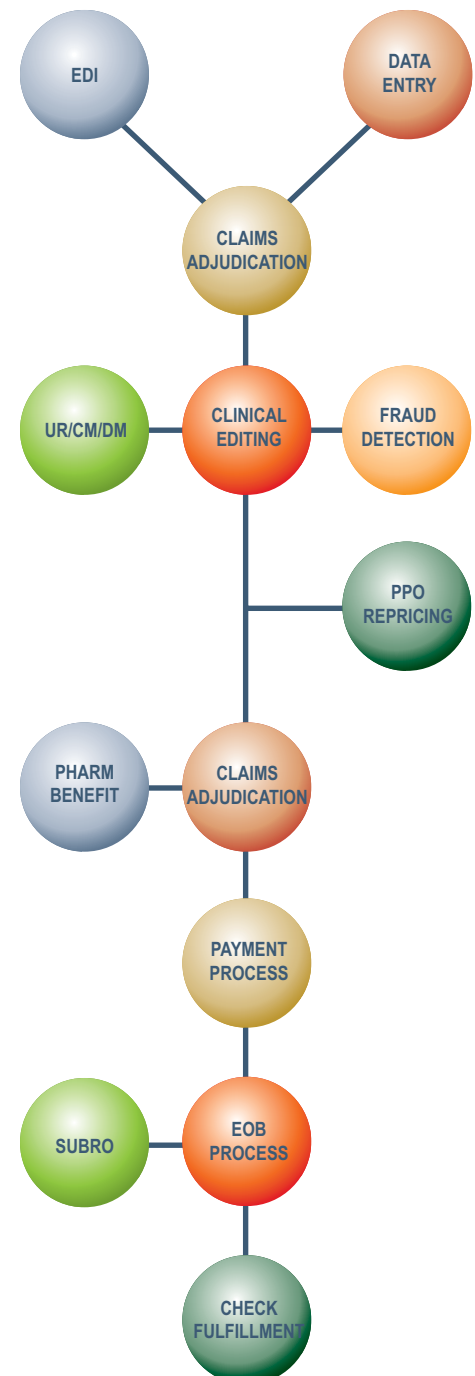 EDI
DATA
ENTRY
CLAIMS
ADJUDICATION
UR/CM/DM
CLINICAL
EDITING
FRAUD
DETECTION
PPO
REPRICING
PHARM
BENEFIT
CLAIMS
ADJUDICATION
PAYMENT
PROCESS
SUBRO
EOB
PROCESS
CHECK
FULFILLMENT